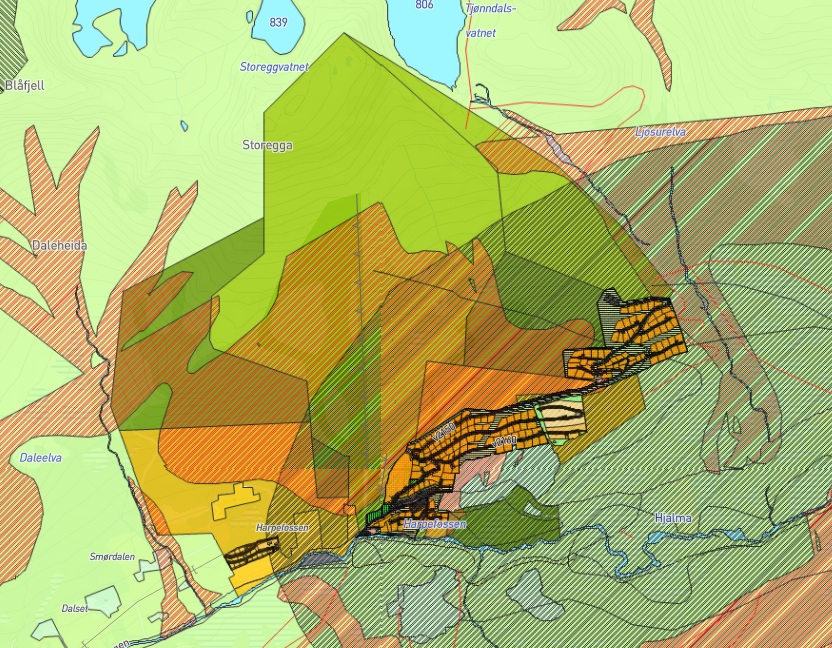 806
Tjønndals-
839
vatnet
Storeggvatnet
Blåfjell
Ljosurelva
Storegga
Daleheida
Daleelva
Harpefossen
Harpefossen
Hjalma
Smørdalen
Dalset